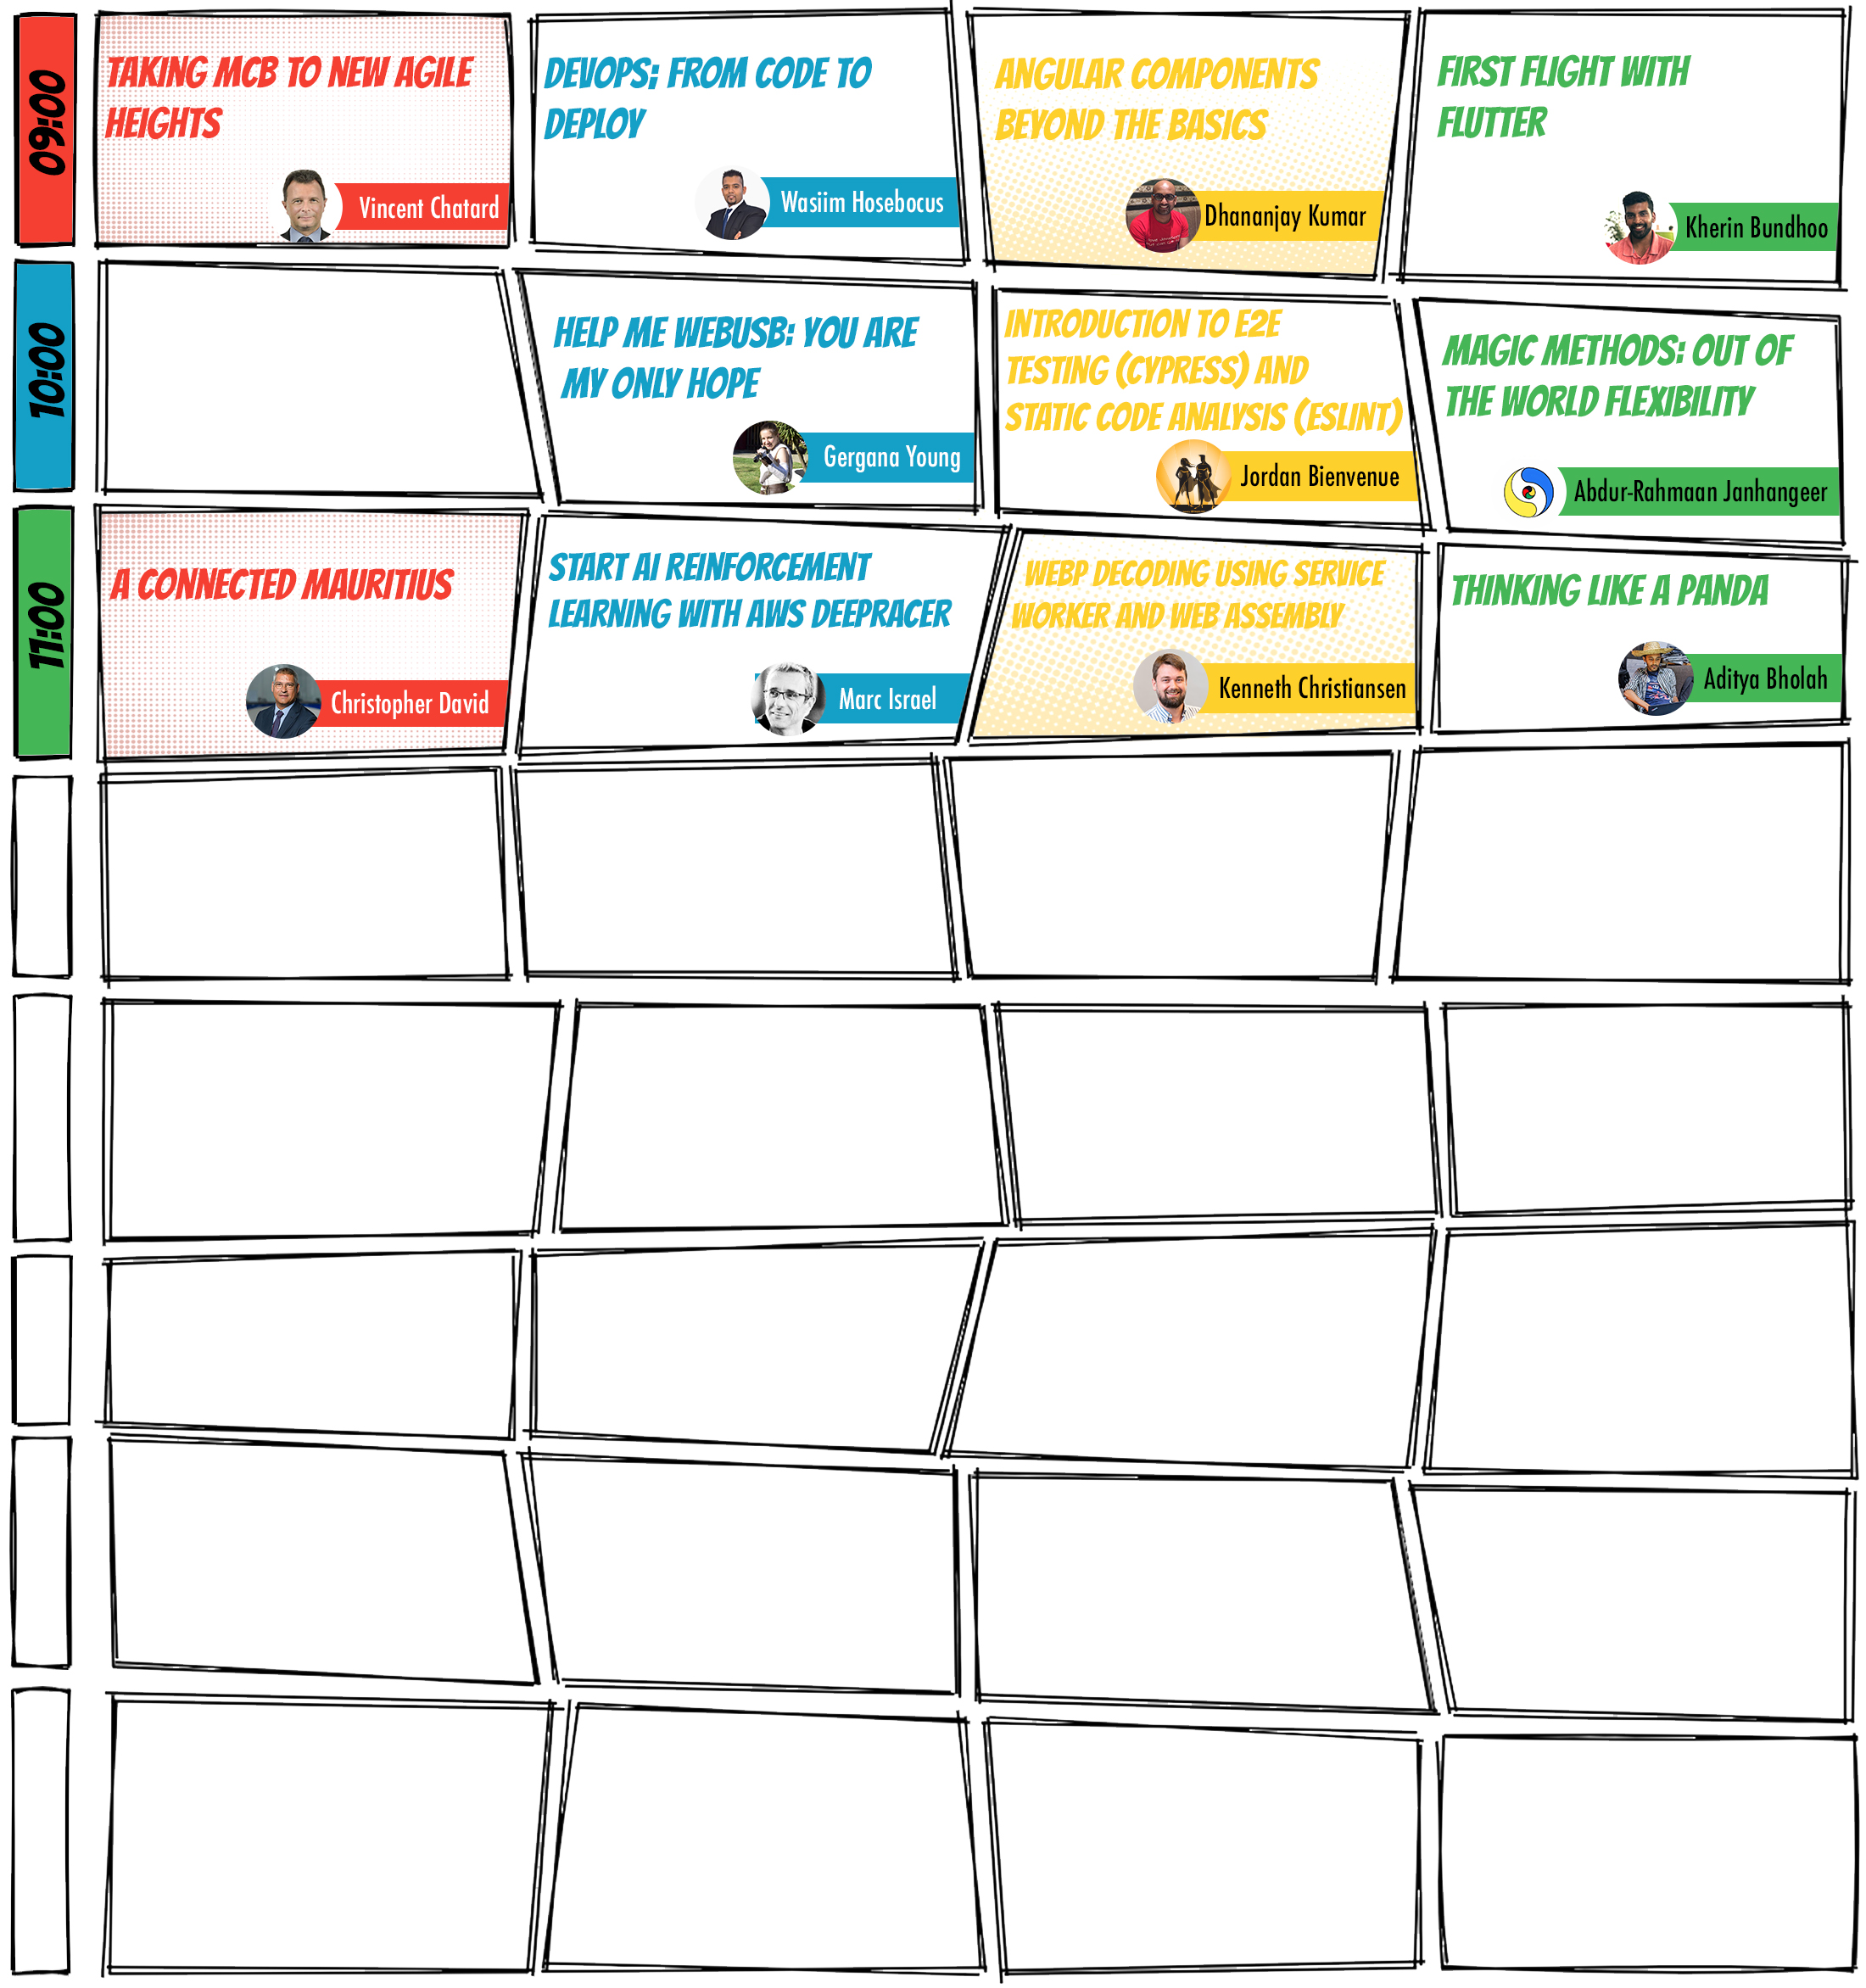 09:00
TAKING MCB TO NEW AGILE
HEIGHTS
Vincent Chatard
DEVOPS; FROM CODE TO
DEPLOY
Wasiim Hosebocus
ANGULAR COMPONENTS
BEYOND THE BASICS
Dhananjay Kumar
FIRST FLIGHT WITH
FLUTTER
Kherin Bundhoo
10:00
HELP ME WEBUSB: YOU ARE
MY ONLY HOPE
Gergana Young
INTRODUCTION TO E2E
TESTING (CYPRESS) AND
STATIC CODE ANALYSIS (ESLINT)
Jordan Bienvenue
MAGIC METHODS: OUT OF
THE WORLD FLEXIBILITY
Abdur-Rahmaan Janhangeer
11:00
A CONNECTED MAURITIUS
Christopher David
START AI REINFORCEMENT
LEARNING WITH AWS DEEPRACER
Marc Israel
WEBP DECODING USING SERVICE
WORKER AND WEB ASSEMBLY
Kenneth Christiansen
THINKING LIKE A PANDA
Aditya Bholah